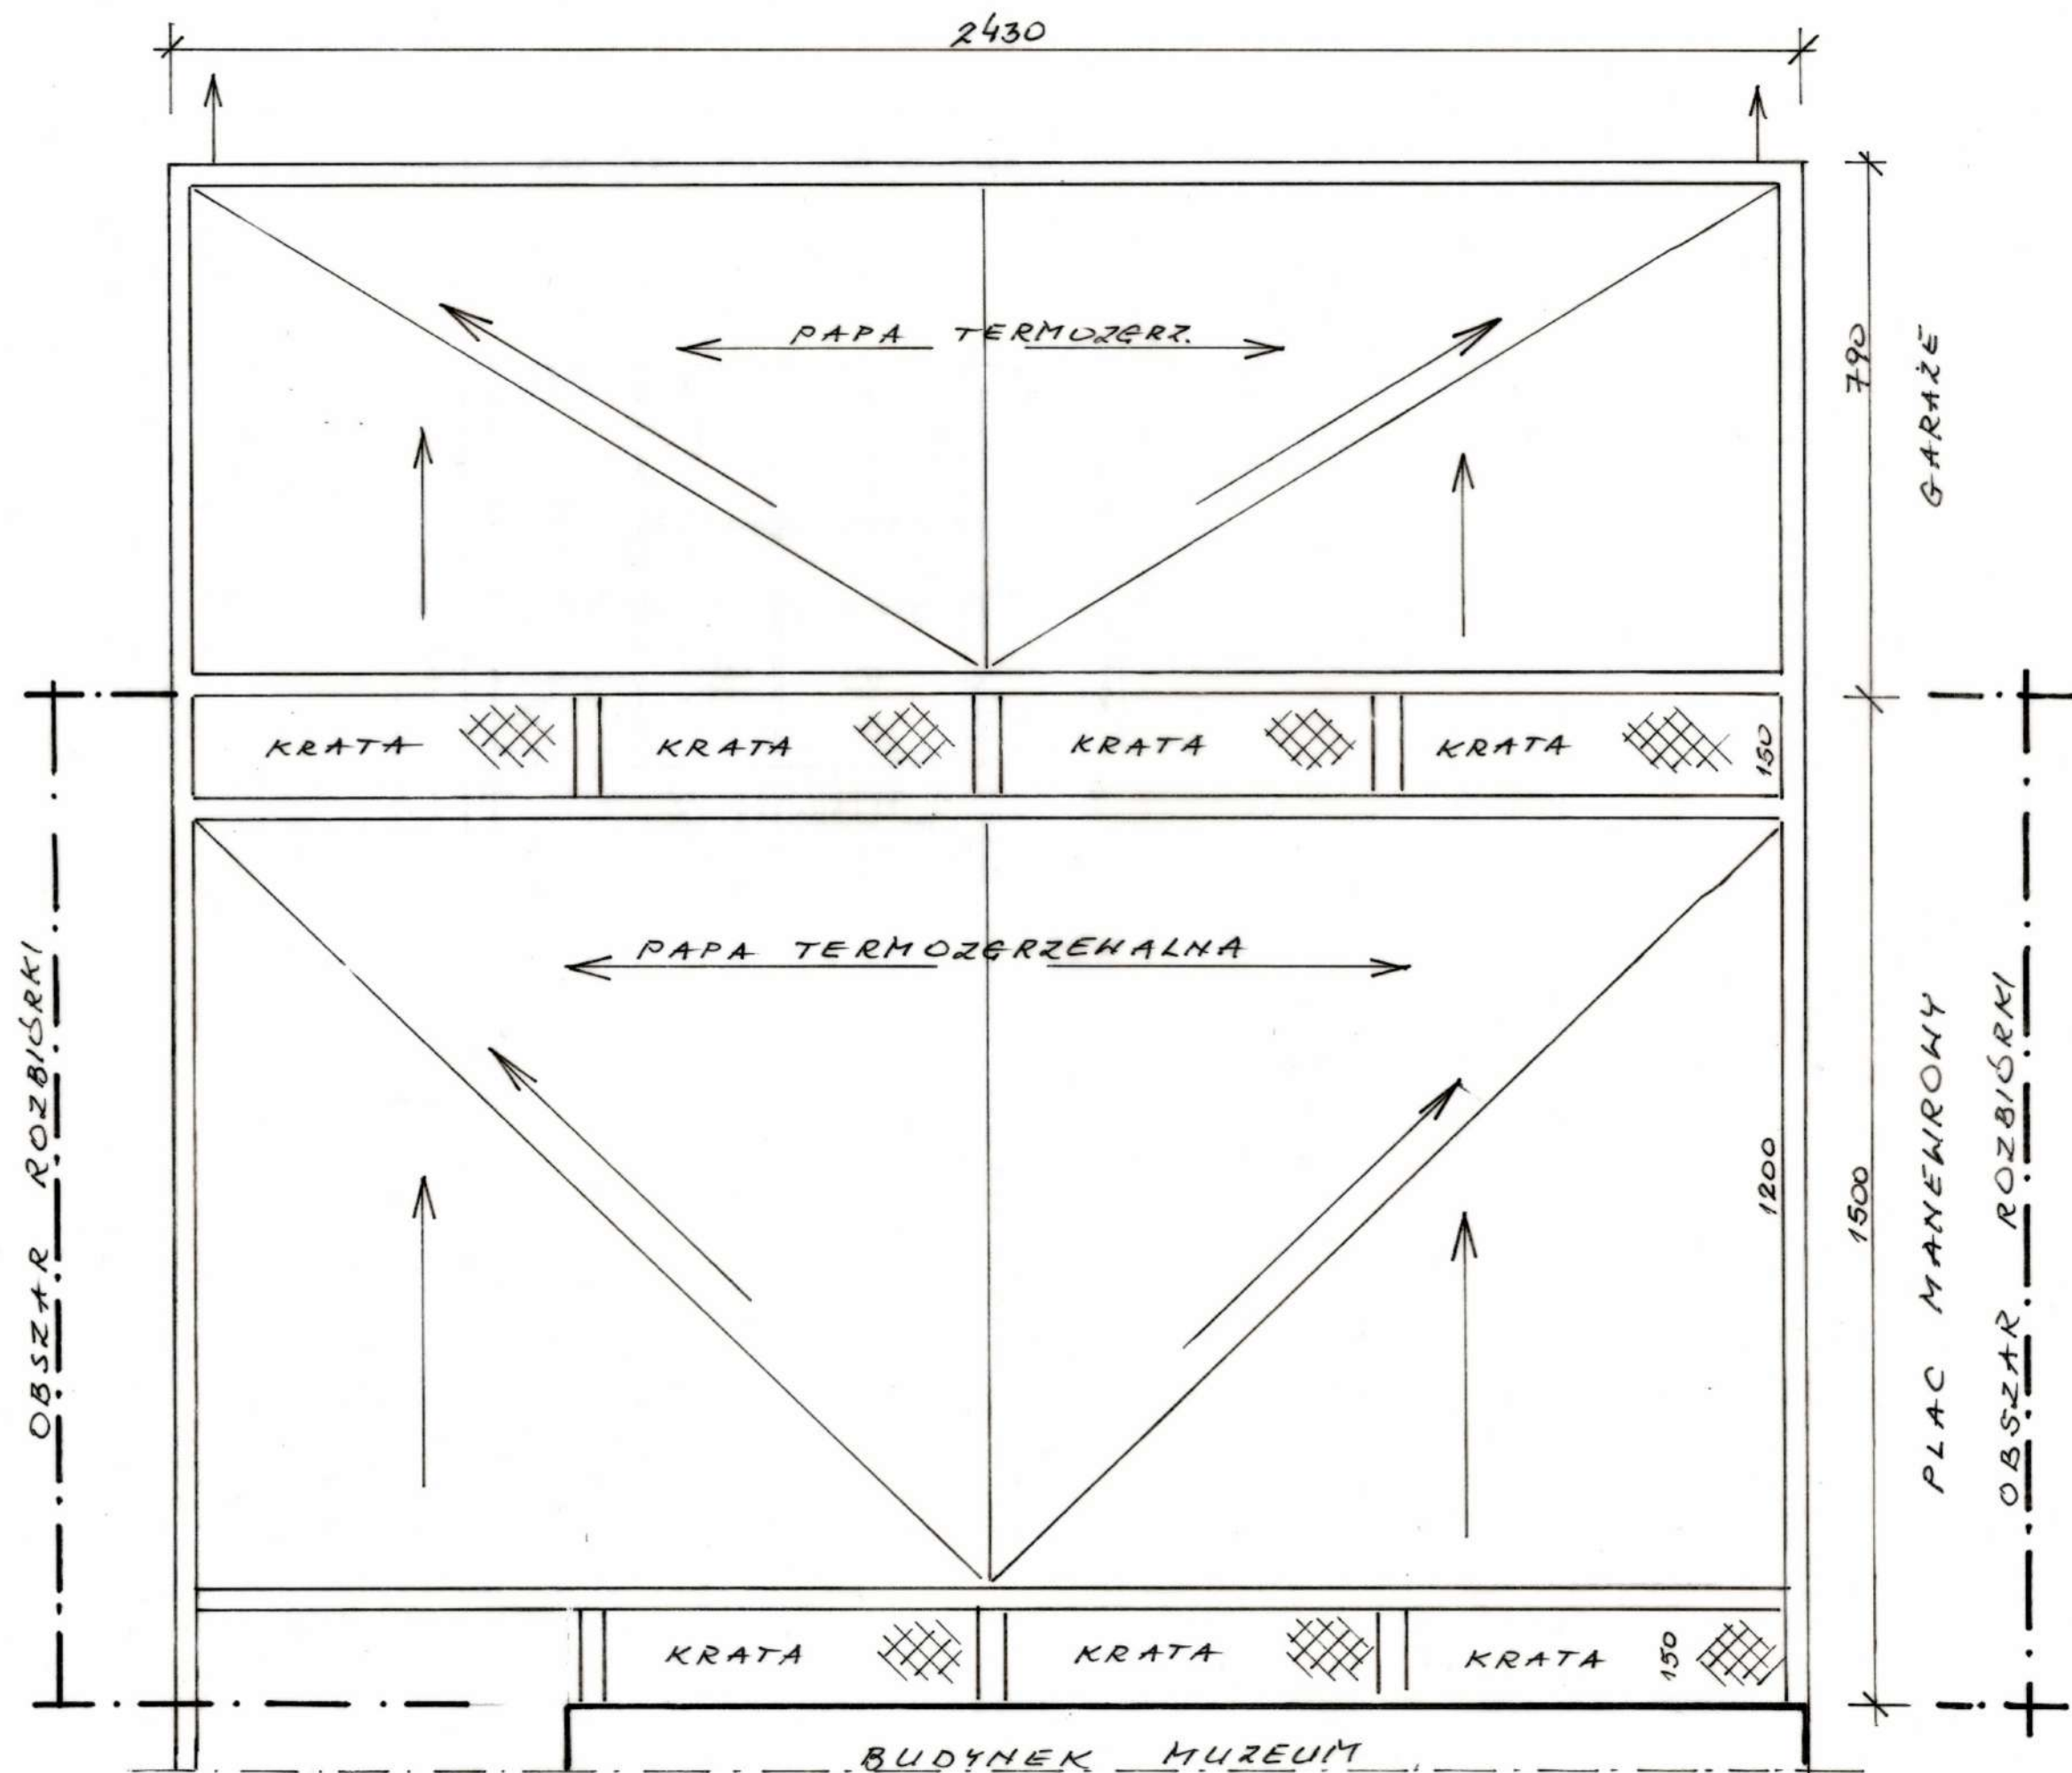 2430
PAPA TERMOZGRZ.
790
GARAŻE
KRATA KRATA KRATA KRATA 150
PAPA TERMOZGRZEWALNA
OBSZAR ROZBIÓRKI
1200
1500
PLAC MANEWROWY
OBSZAR ROZBIÓRKI
KRATA KRATA KRATA 150
BUDYNEK MUZEUM